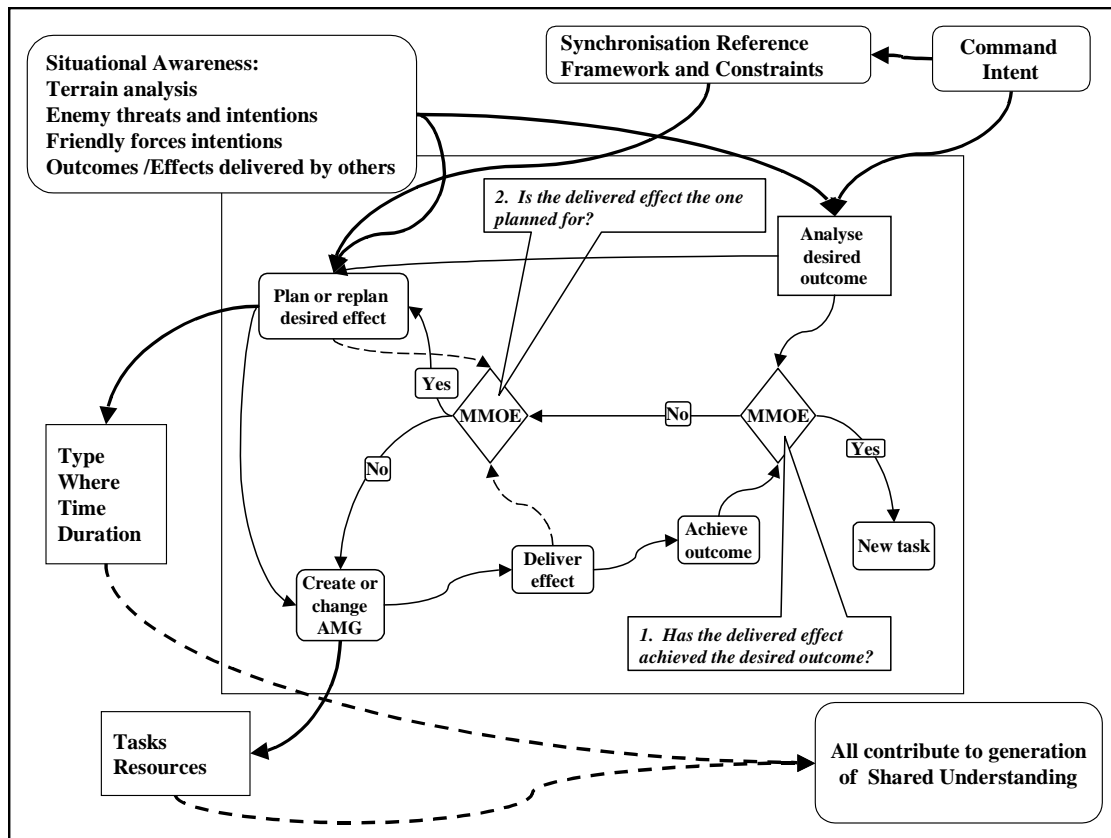 Situational Awareness:
Terrain analysis
Enemy threats and intentions
Friendly forces intentions
Outcomes /Effects delivered by others
Synchronisation Reference
Framework and Constraints
Command
Intent
2. Is the delivered effect the one
planned for?
Analyse
desired
outcome
Plan or replan
desired effect
Yes
MMOE
No
MMOE
Yes
No
Type
Where
Time
Duration
Achieve
outcome
New task
Deliver
effect
Create or
change
AMG
1. Has the delivered effect
achieved the desired outcome?
Tasks
Resources
All contribute to generation
of Shared Understanding